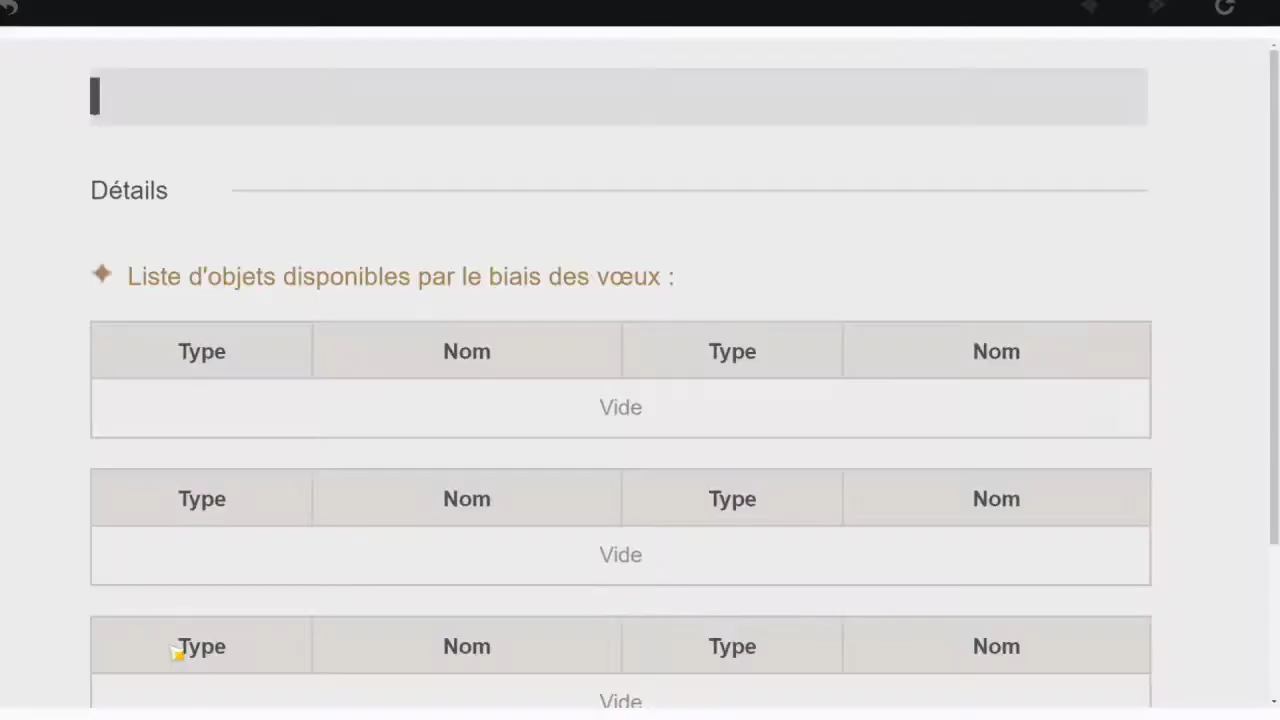 Détails
Liste d'objets disponibles par le biais des vœux :
Type Nom Type Nom
Vide
Type Nom Type Nom
Vide
Type Nom Type Nom
Vide